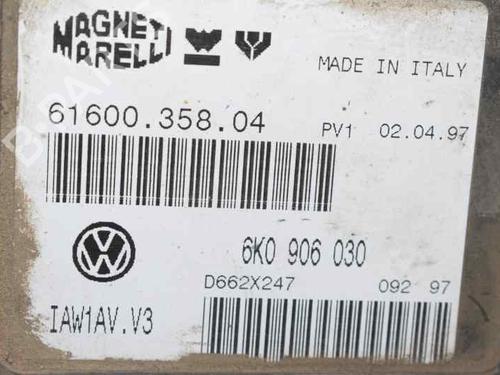 MAGNETI
MARELLI
MADE IN ITALY
61600.358.04
PV1 02.04.97
6K0 906 030
D662X247 092 97
IAW1AV.V3